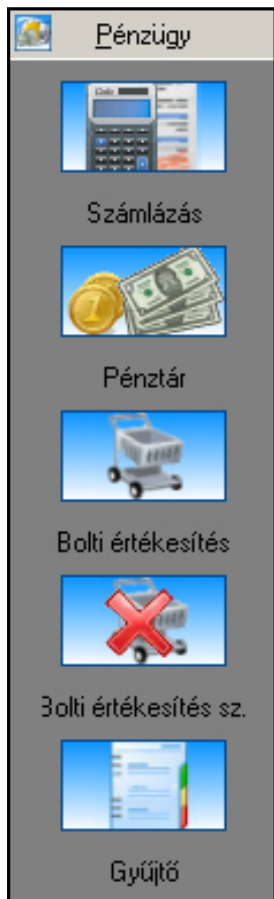 Pénzügy
Számlázás
Pénztár
Bolti értékesítés
Bolti értékesítés sz.
Gyűjtő